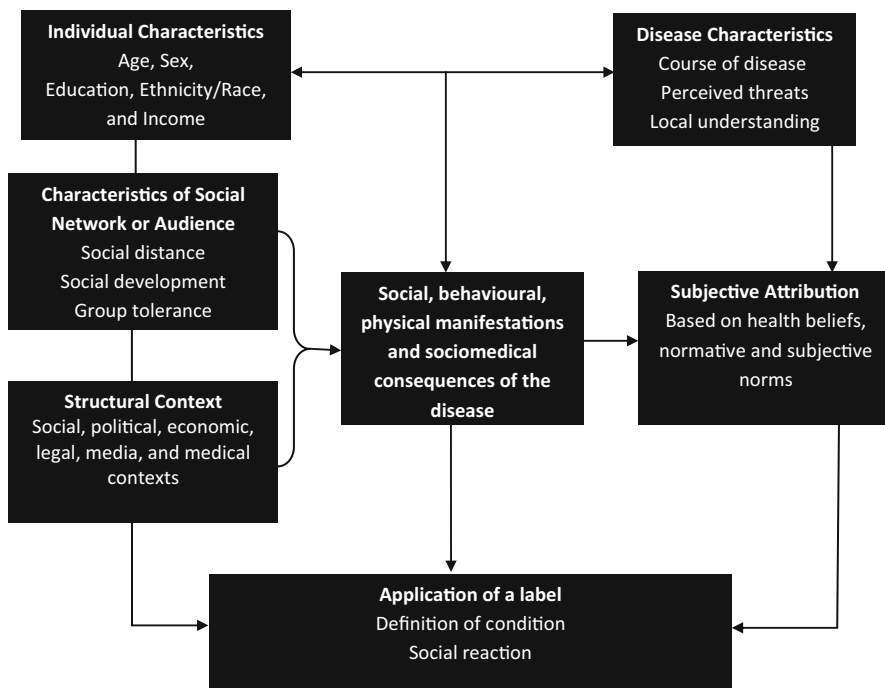 Individual Characteristics
Age, Sex,
Education, Ethnicity/Race,
and Income
Disease Characteristics
Course of disease
Perceived threats
Local understanding
Characteristics of Social
Network or Audience
Social distance
Social development
Group tolerance
Social, behavioural,
physical manifestations
and sociomedical
consequences of the
disease
Subjective Attribution
Based on health beliefs,
normative and subjective
norms
Structural Context
Social, political, economic,
legal, media, and medical
contexts
Application of a label
Definition of condition
Social reaction